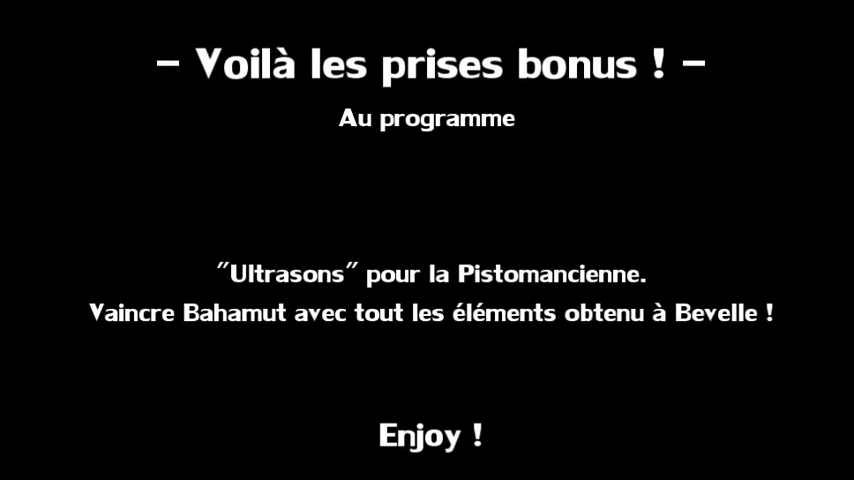 - Voilà les prises bonus ! -
Au programme
"Ultrasons" pour la Pistomancienne.
Vaincre Bahamut avec tout les éléments obtenu à Bevelle !
Enjoy !